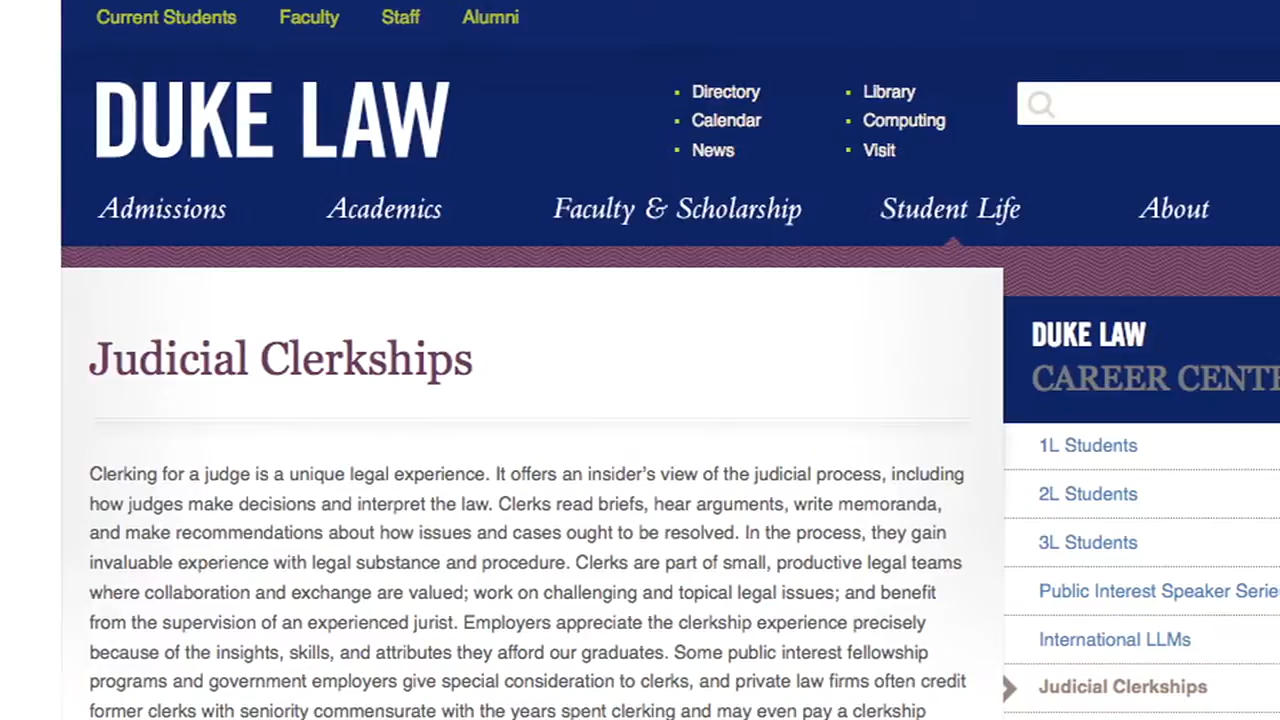 Current Students Faculty Staff Alumni
DUKE LAW
Directory Library
Calendar Computing
News Visit
Admissions Academics Faculty & Scholarship Student Life About
Judicial Clerkships
Clerking for a judge is a unique legal experience. It offers an insider's view of the judicial process, including
how judges make decisions and interpret the law. Clerks read briefs, hear arguments, write memoranda,
and make recommendations about how issues and cases ought to be resolved. In the process, they gain
invaluable experience with legal substance and procedure. Clerks are part of small, productive legal teams
where collaboration and exchange are valued; work on challenging and topical legal issues; and benefit
from the supervision of an experienced jurist. Employers appreciate the clerkship experience precisely
because of the insights, skills, and attributes they afford our graduates. Some public interest fellowship
programs and government employers give special consideration to clerks, and private law firms often credit
former clerks with seniority commensurate with the years spent clerking and may even pay a clerkship
DUKE LAW
CAREER CENTE
1L Students
2L Students
3L Students
Public Interest Speaker Serie
International LLMs
Judicial Clerkships